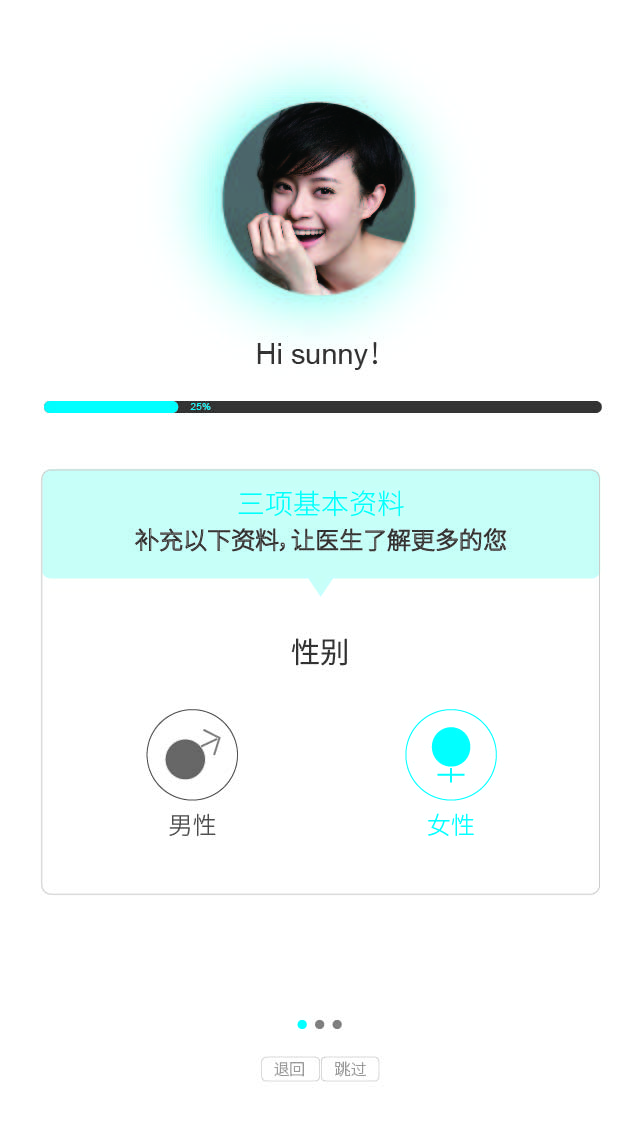 Hi sunny！
25%
三项基本资料
补充以下资料，让医生了解更多的您
性别
男性
女性
退回
跳过